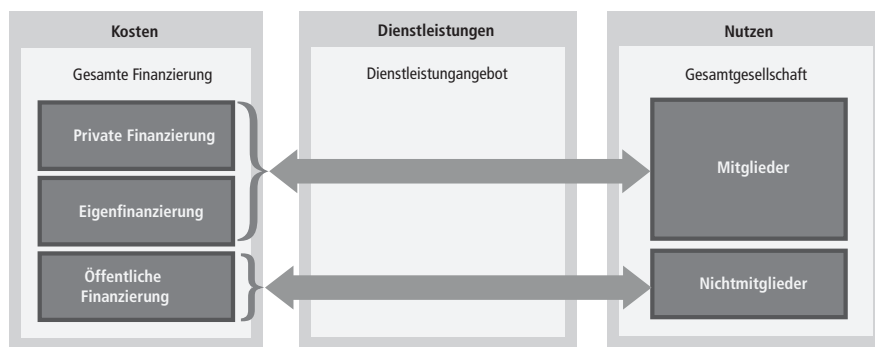 Kosten
Gesamte Finanzierung
Private Finanzierung
Eigenfinanzierung
Öffentliche
Finanzierung
Dienstleistungen
Dienstleistungangebot
Nutzen
Gesamtgesellschaft
Mitglieder
Nichtmitglieder